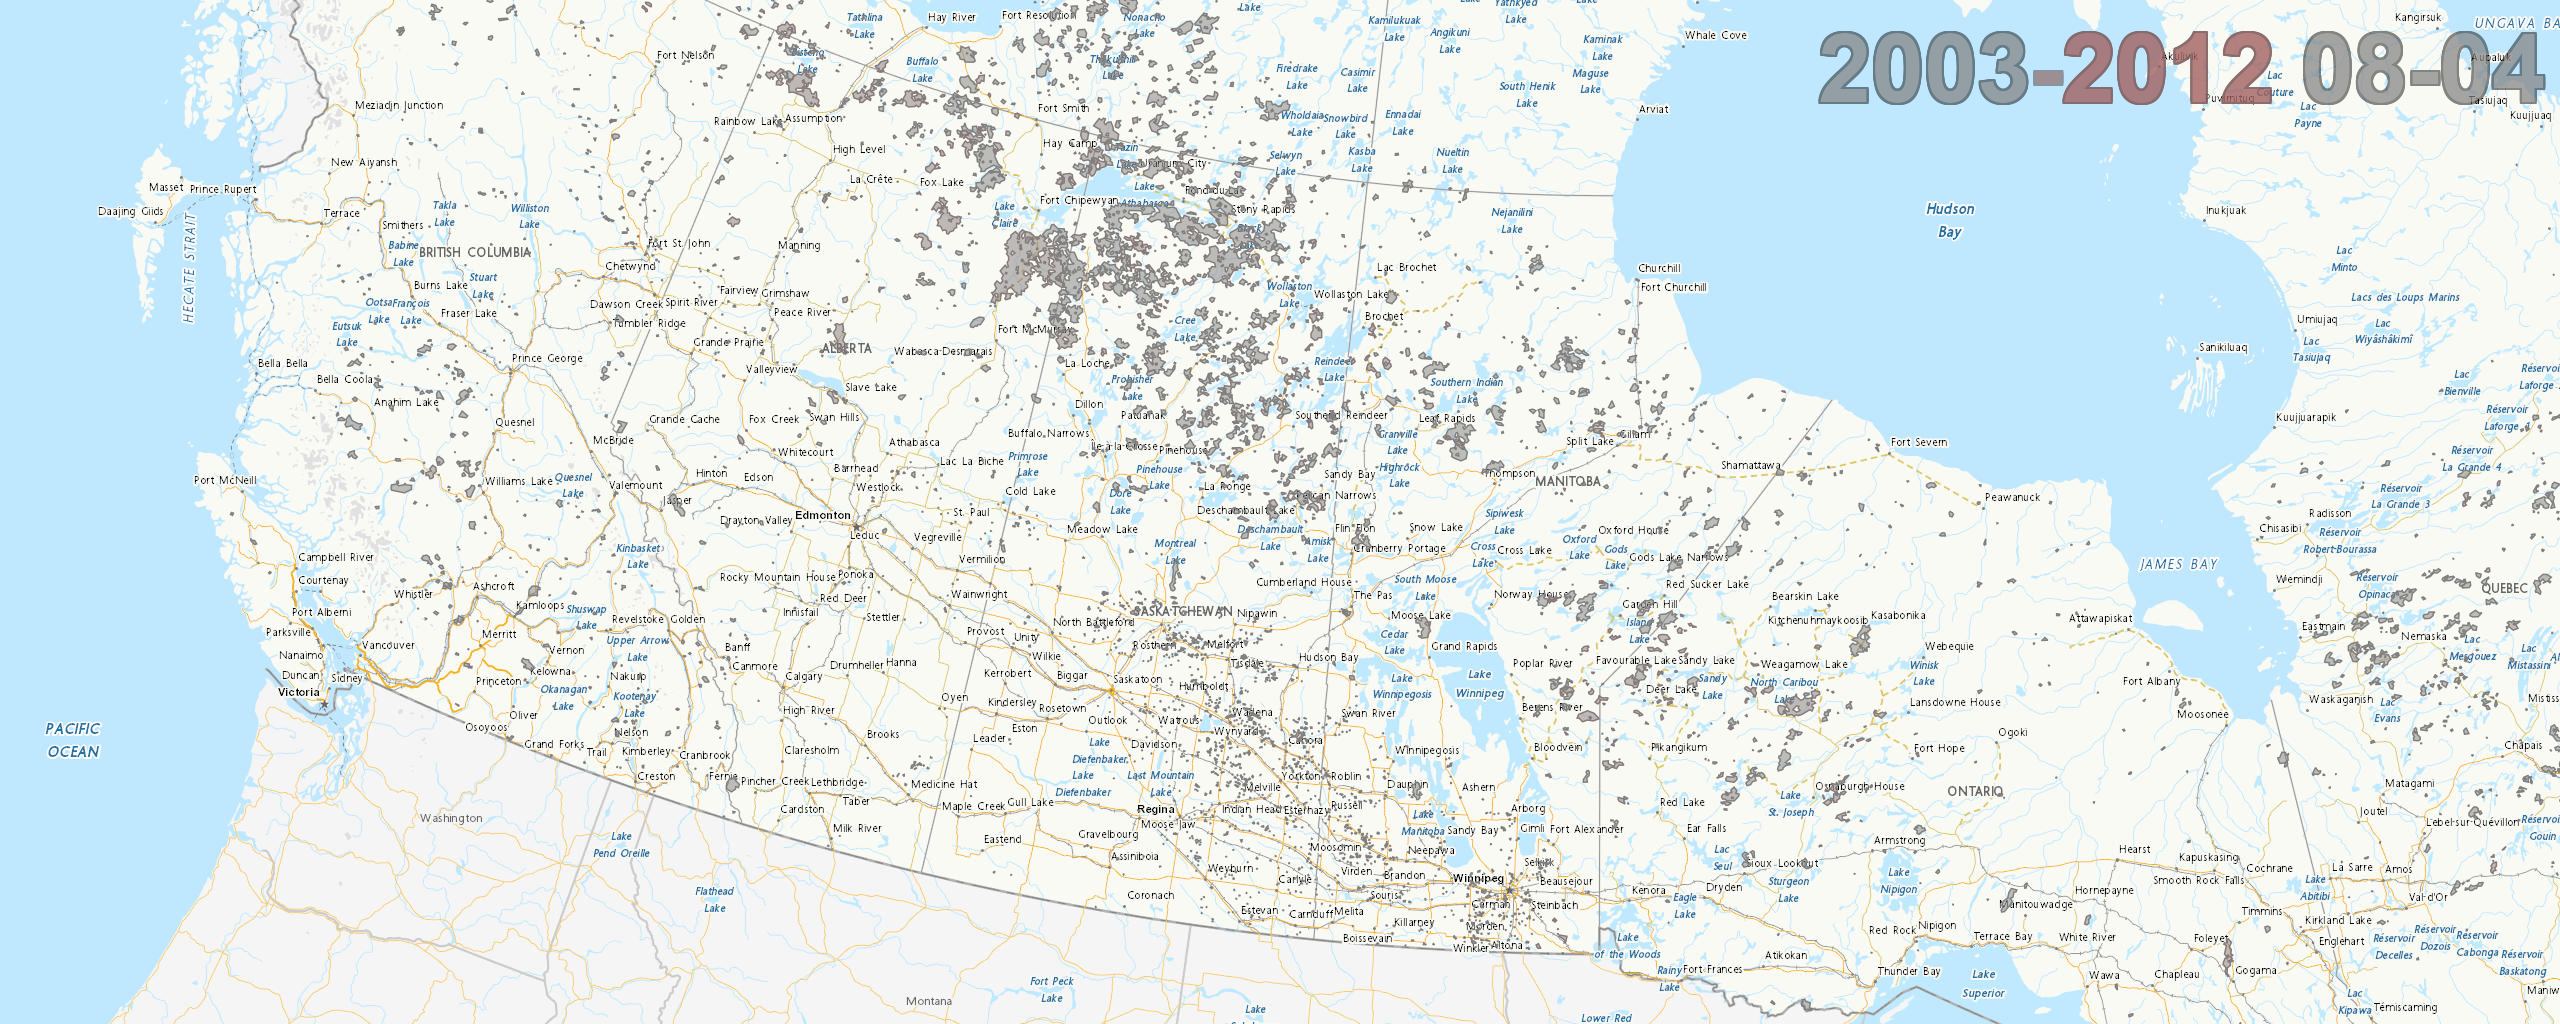 2003-2012 08-04
Tathlina
Lake
Hay River
Fort Resolution
Nonacho
Lake
Lake
Kamilukuak
Lake
Yathkyed
Lake
Lake
Angikuni
Lake
Kaminak
Lake
Whale Cove
Kangirsuk
UNGAVA BA
Akulivik
Aupaluk
Fort Nelson
Bistcho
Lake
Buffalo
Lake
Thekulthili
Lake
Firedrake
Lake
Casimir
Lake
South Henik
Lake
Maguse
Lake
Lac
Couture
Puvirnituq
Tasiujaq
Kuujjuaq
Lac
Payne
Meziadin Junction
Rainbow Lake
Assumption
Fort Smith
Wholdaia
Lake
Snowbird
Lake
Ennadai
Lake
Arviat
New Aiyansh
High Level
Hay Camp
Tazin
Lake
Uranium City
Selwyn
Lake
Kasba
Lake
Nueltin
Lake
Masset
Prince Rupert
La Crête
Fox Lake
Lake
Athabasca
Fond-du-Lac
Daajing Giids
Terrace
Smithers
Takla
Lake
Williston
Lake
Lake
Claire
Fort Chipewyan
Stony Rapids
Black
Lake
Nejanilini
Lake
Hudson
Bay
Inukjuak
HECATE STRAIT
Babine
Lake
BRITISH COLUMBIA
Fort St. John
Manning
Lac
Minto
Burns Lake
Stuart
Lake
Chetwynd
Lac Brochet
Churchill
Fort Churchill
Ootsa
Lake
François
Lake
Fraser Lake
Dawson Creek
Spirit River
Fairview
Grimshaw
Wollaston
Lake
Wollaston Lake
Lacs des Loups Marins
Eutsuk
Lake
Tumbler Ridge
Peace River
Fort McMurray
Cree
Lake
Brochet
Umiujaq
Lac
Wiyâshâkimî
Bella Bella
Prince George
Grande Prairie
ALBERTA
Wabasca-Desmarais
La Loche
Reindeer
Lake
Lac
Tasiujaq
Sanikiluaq
Bella Coola
Valleyview
Slave Lake
Frobisher
Lake
Southern Indian
Lake
Lac
Bienville
Réservoi
Laforge
Anahim Lake
Quesnel
Grande Cache
Fox Creek
Swan Hills
Dillon
Patuanak
Southend Reindeer
Leaf Rapids
Kuujjuarapik
Réservoir
Laforge 1
McBride
Athabasca
Buffalo Narrows
Île-à-la-Crosse
Pinehouse
Granville
Lake
Split Lake
Gillam
Fort Severn
Whitecourt
Barrhead
Lac La Biche
Primrose
Lake
Pinehouse
Lake
Sandy Bay
Highrock
Lake
Thompson
Shamattawa
Réservoir
La Grande 4
Port McNeill
Williams Lake
Quesnel
Lake
Valemount
Hinton
Edson
Jasper
Westlock
Cold Lake
Doré
Lake
La Ronge
Pelican Narrows
MANITOBA
Peawanuck
Réservoir
La Grande 3
Drayton Valley
Edmonton
St. Paul
Deschambault Lake
Radisson
Leduc
Vegreville
Meadow Lake
Deschambault
Lake
Flin Flon
Snow Lake
Sipiwesk
Lake
Oxford House
Chisasibi
Réservoir
Robert-Bourassa
Campbell River
Kinbasket
Lake
Vermilion
Montreal
Lake
Amisk
Lake
Cranberry Portage
Cross
Lake
Cross Lake
Oxford
Lake
Gods
Lake
Gods Lake Narrows
JAMES BAY
Courtenay
Whistler
Ashcroft
Rocky Mountain House
Ponoka
Cumberland House
South Moose
Lake
Red Sucker Lake
Wemindji
Réservoir
Opinaca
QUEBEC
Port Alberni
Kamloops
Shuswap
Lake
Red Deer
Innisfail
Stettler
Wainwright
SASKATCHEWAN
Nipawin
The Pas
Norway House
Garden Hill
Bearskin Lake
Parksville
Merritt
Revelstoke
Golden
Provost
Unity
North Battleford
Moose Lake
Island
Lake
Kitchenuhmaykoosib
Kasabonika
Attawapiskat
Eastmain
Nemaska
Nanaimo
Vancouver
Vernon
Upper Arrow
Lake
Banff
Canmore
Wilkie
Rosthern
Melfort
Tisdale
Hudson Bay
Cedar
Lake
Grand Rapids
Webequie
Lac
Mesgouez
Lac
Mistassini
Duncan
Sidney
Victoria
Princeton
Kelowna
Okanagan
Lake
Nakusp
Kootenay
Lake
Calgary
Drumheller
Hanna
Kerrobert
Biggar
Saskatoon
Humboldt
Lake
Winnipegosis
Lake
Winnipeg
Poplar River
Favourable Lake
Sandy Lake
Sandy
Lake
Deer Lake
Weagamow Lake
North Caribou
Lake
Winisk
Lake
Fort Albany
Waskaganish
Lac
Evans
Mistiss
PACIFIC
OCEAN
Osoyoos
Oliver
High River
Oyen
Kindersley
Rosetown
Outlook
Watrous
Wadena
Swan River
Berens River
Lansdowne House
Moosonee
Grand Forks
Trail
Nelson
Kimberley
Cranbrook
Claresholm
Brooks
Leader
Eston
Lake
Diefenbaker
Davidson
Wynyard
Canora
Winnipegosis
Bloodvein
Pikangikum
Fort Hope
Ogoki
Chapais
Creston
Fernie
Pincher Creek
Lethbridge
Medicine Hat
Lake
Diefenbaker
Last Mountain
Lake
Yorkton
Roblin
Dauphin
Ashern
Osnaburgh House
ONTARIO
Matagami
Washington
Cardston
Taber
Maple Creek
Gull Lake
Regina
Melville
Indian Head
Esterhazy
Russell
Arborg
Red Lake
Lake
St. Joseph
Joutel
Lebel-sur-Quévillon
Réservoi
Gouin
Lake
Pend Oreille
Milk River
Eastend
Gravelbourg
Moose Jaw
Moosomin
Lake
Manitoba
Sandy Bay
Gimli
Fort Alexander
Ear Falls
Armstrong
Assiniboia
Weyburn
Carlyle
Virden
Neepawa
Brandon
Winnipeg
Selkirk
Beausejour
Lac
Seul
Sioux Lookout
Hearst
Kapuskasing
Cochrane
La Sarre
Amos
Flathead
Lake
Coronach
Souris
Carman
Steinbach
Kenora
Eagle
Lake
Dryden
Sturgeon
Lake
Lake
Nipigon
Hornepayne
Smooth Rock Falls
Lake
Abitibi
Val-d'Or
Estevan
Carnduff
Melita
Killarney
Morden
Manitouwadge
Timmins
Kirkland Lake
Boissevain
Winkler
Altona
Lake
of the Woods
Red Rock
Nipigon
Terrace Bay
White River
Foleyet
Englehart
Réservoir
Decelles
Réservoir
Dozois
Réservoir
Cabonga
Réservoir
Baskatong
Montana
Fort Peck
Lake
Rainy
Lake
Fort Frances
Atikokan
Thunder Bay
Lake
Superior
Wawa
Chapleau
Gogama
Lac
Kipawa
Témiscaming
Maniw
Lake
Lower Red